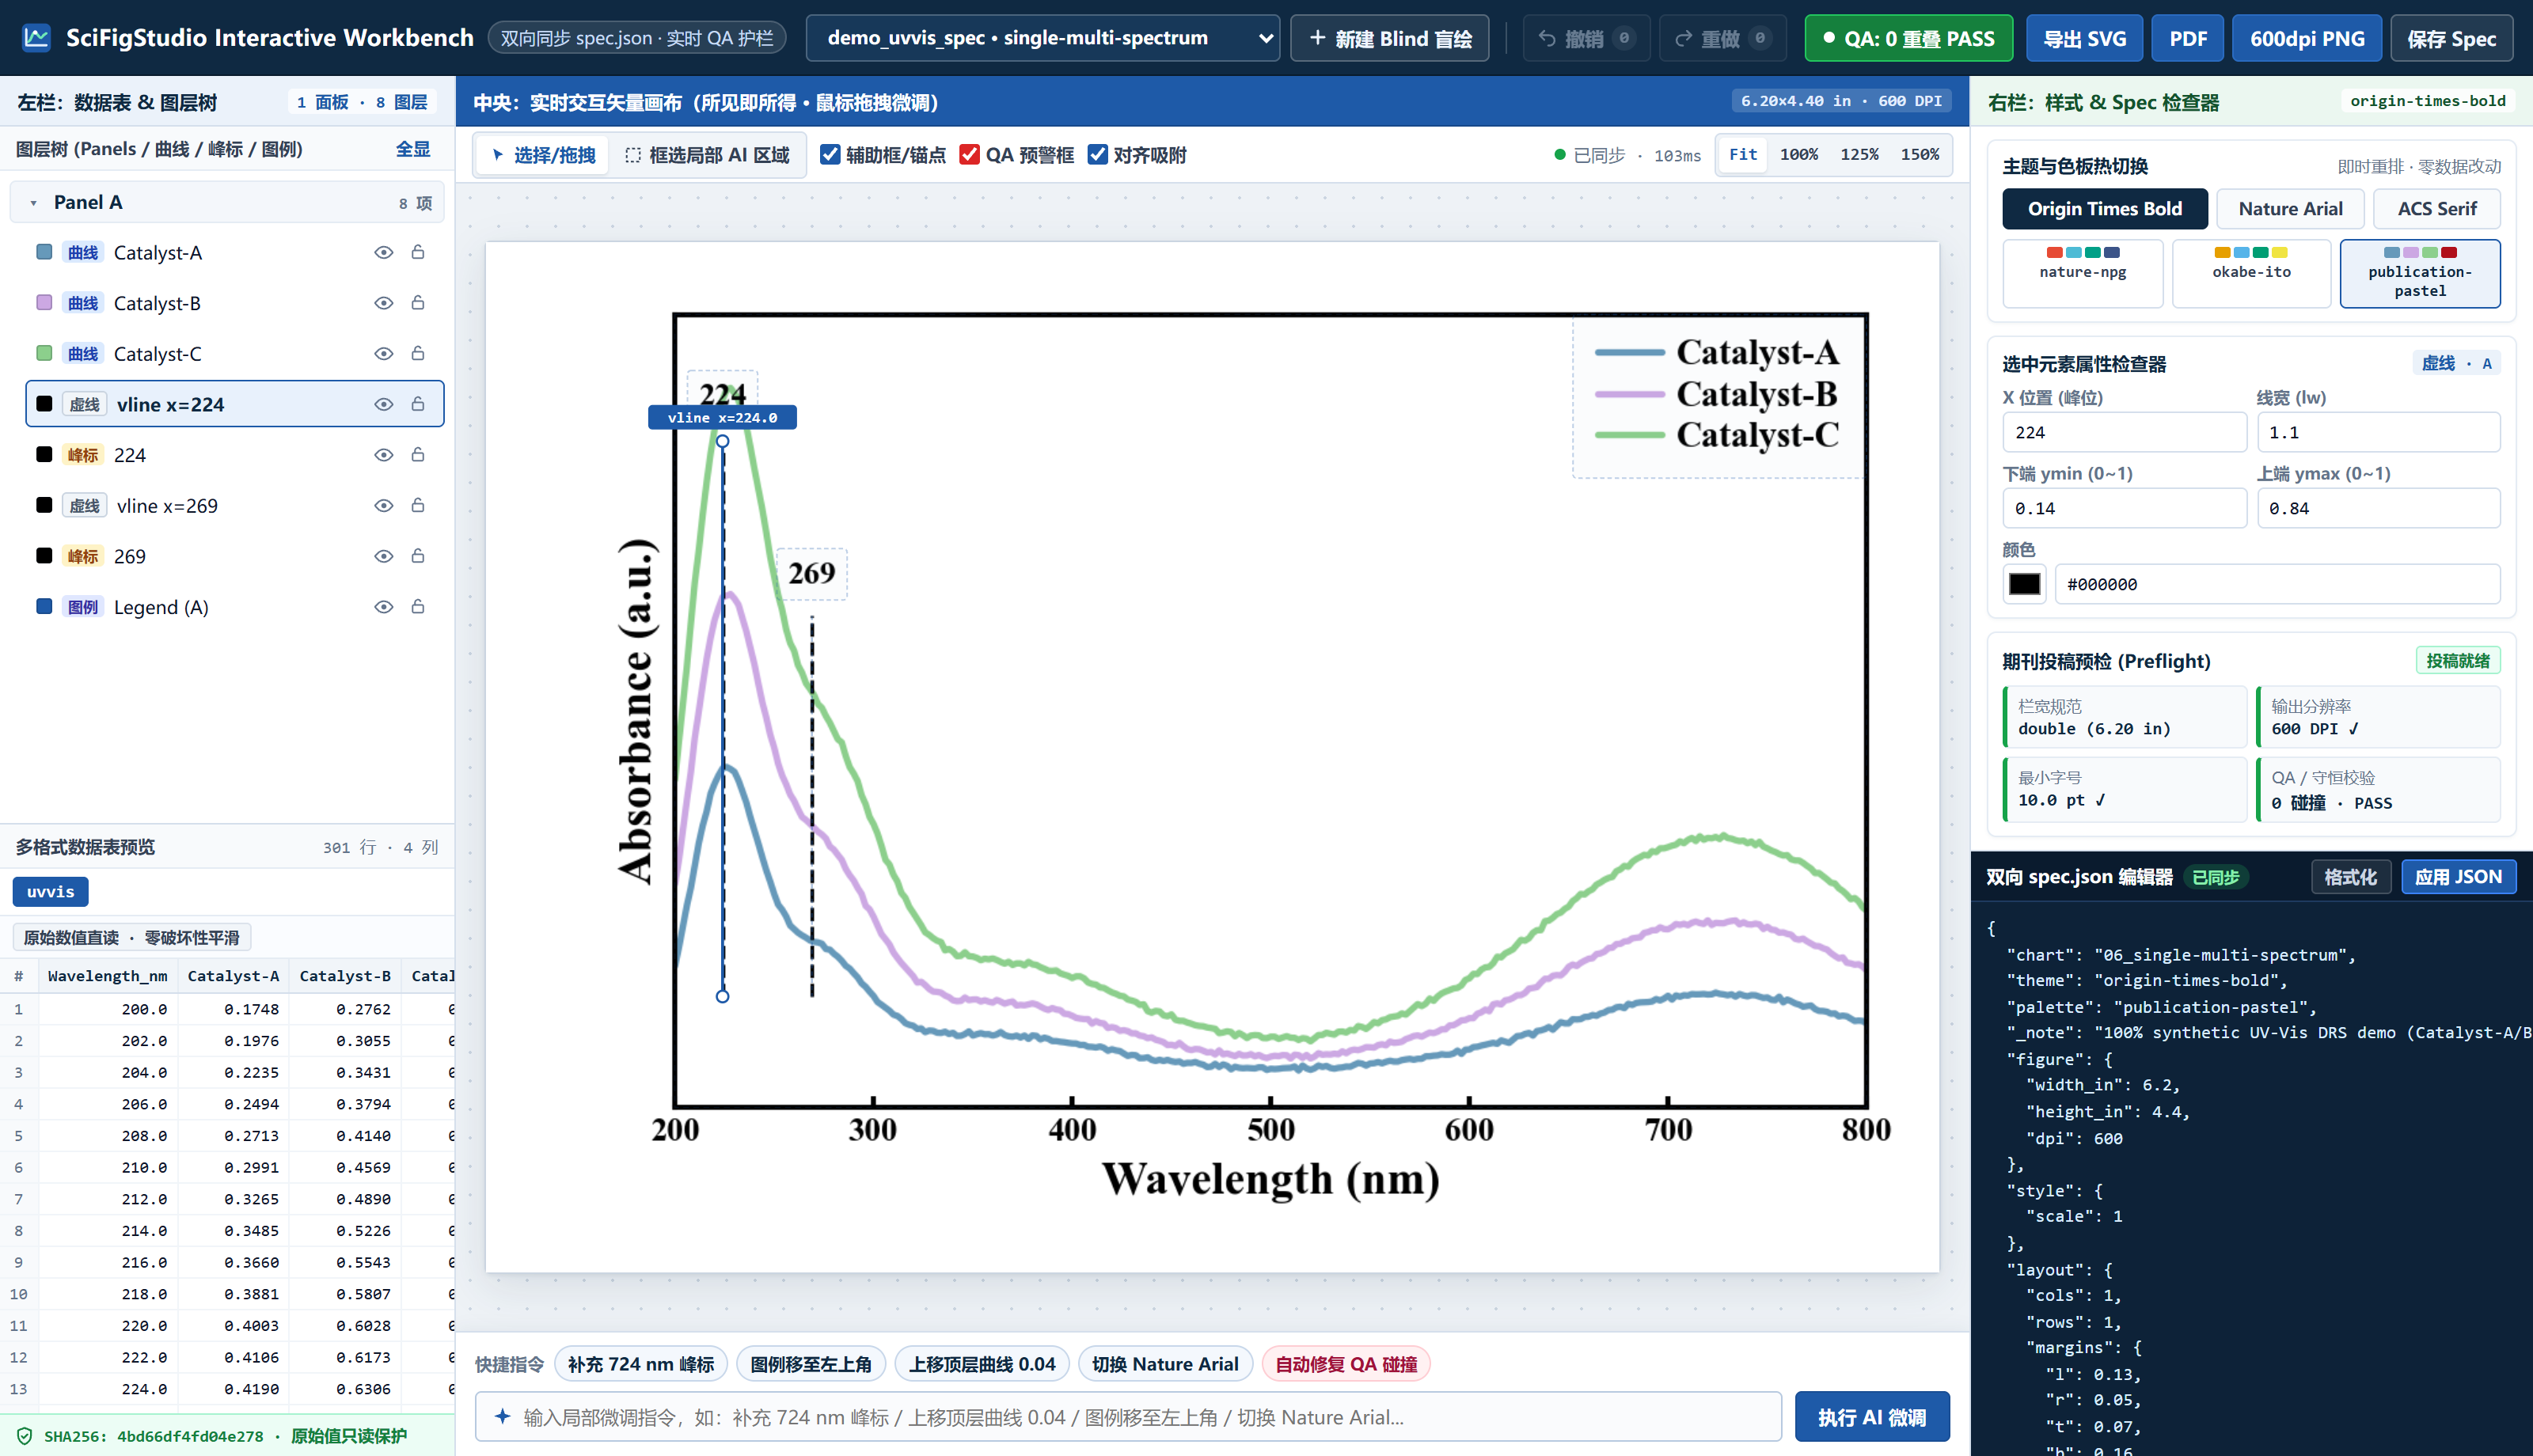 SciFigStudio Interactive Workbench
双向同步 spec.json · 实时 QA 护栏
demo_uvvis_spec • single-multi-spectrum
+ 新建 Blind 盲绘
撤销 0
重做 0
QA: 0 重叠 PASS
导出 SVG
PDF
600dpi PNG
保存 Spec
左栏：数据表 & 图层树
1 面板 · 8 图层
图层树 (Panels / 曲线 / 峰标 / 图例)
全显
Panel A
8 项
曲线 Catalyst-A
曲线 Catalyst-B
曲线 Catalyst-C
虚线 vline x=224
峰标 224
虚线 vline x=269
峰标 269
图例 Legend (A)
多格式数据表预览
301 行 · 4 列
uvvis
原始数值直读 · 零破坏性平滑
# Wavelength_nm Catalyst-A Catalyst-B Catal
1 200.0 0.1748 0.2762
2 202.0 0.1976 0.3055
3 204.0 0.2235 0.3431
4 206.0 0.2494 0.3794
5 208.0 0.2713 0.4140
6 210.0 0.2991 0.4569
7 212.0 0.3265 0.4890
8 214.0 0.3485 0.5226
9 216.0 0.3660 0.5543
10 218.0 0.3881 0.5807
11 220.0 0.4003 0.6028
12 222.0 0.4106 0.6173
13 224.0 0.4190 0.6306
SHA256: 4bd66df4fd04e278 · 原始值只读保护
中央：实时交互矢量画布（所见即所得 • 鼠标拖拽微调）
6.20×4.40 in · 600 DPI
选择/拖拽
框选局部 AI 区域
辅助框/锚点
QA 预警框
对齐吸附
已同步 · 103ms
Fit
100%
125%
150%
224
vline x=224.0
269
Catalyst-A
Catalyst-B
Catalyst-C
Absorbance (a.u.)
200 300 400 500 600 700 800
Wavelength (nm)
快捷指令
补充 724 nm 峰标
图例移至左上角
上移顶层曲线 0.04
切换 Nature Arial
自动修复 QA 碰撞
输入局部微调指令，如：补充 724 nm 峰标 / 上移顶层曲线 0.04 / 图例移至左上角 / 切换 Nature Arial...
执行 AI 微调
右栏：样式 & Spec 检查器
origin-times-bold
主题与色板热切换
即时重排 · 零数据改动
Origin Times Bold
Nature Arial
ACS Serif
nature-npg
okabe-ito
publication-
pastel
选中元素属性检查器
虚线 · A
X 位置 (峰位)
线宽 (lw)
224
1.1
下端 ymin (0~1)
上端 ymax (0~1)
0.14
0.84
颜色
#000000
期刊投稿预检 (Preflight)
投稿就绪
栏宽规范
double (6.20 in)
输出分辨率
600 DPI ✓
最小字号
10.0 pt ✓
QA / 守恒校验
0 碰撞 · PASS
双向 spec.json 编辑器
已同步
格式化
应用 JSON
{
"chart": "06_single-multi-spectrum",
"theme": "origin-times-bold",
"palette": "publication-pastel",
"_note": "100% synthetic UV-Vis DRS demo (Catalyst-A/B
"figure": {
"width_in": 6.2,
"height_in": 4.4,
"dpi": 600
},
"style": {
"scale": 1
},
"layout": {
"cols": 1,
"rows": 1,
"margins": {
"l": 0.13,
"r": 0.05,
"t": 0.07,
"b": 0.16